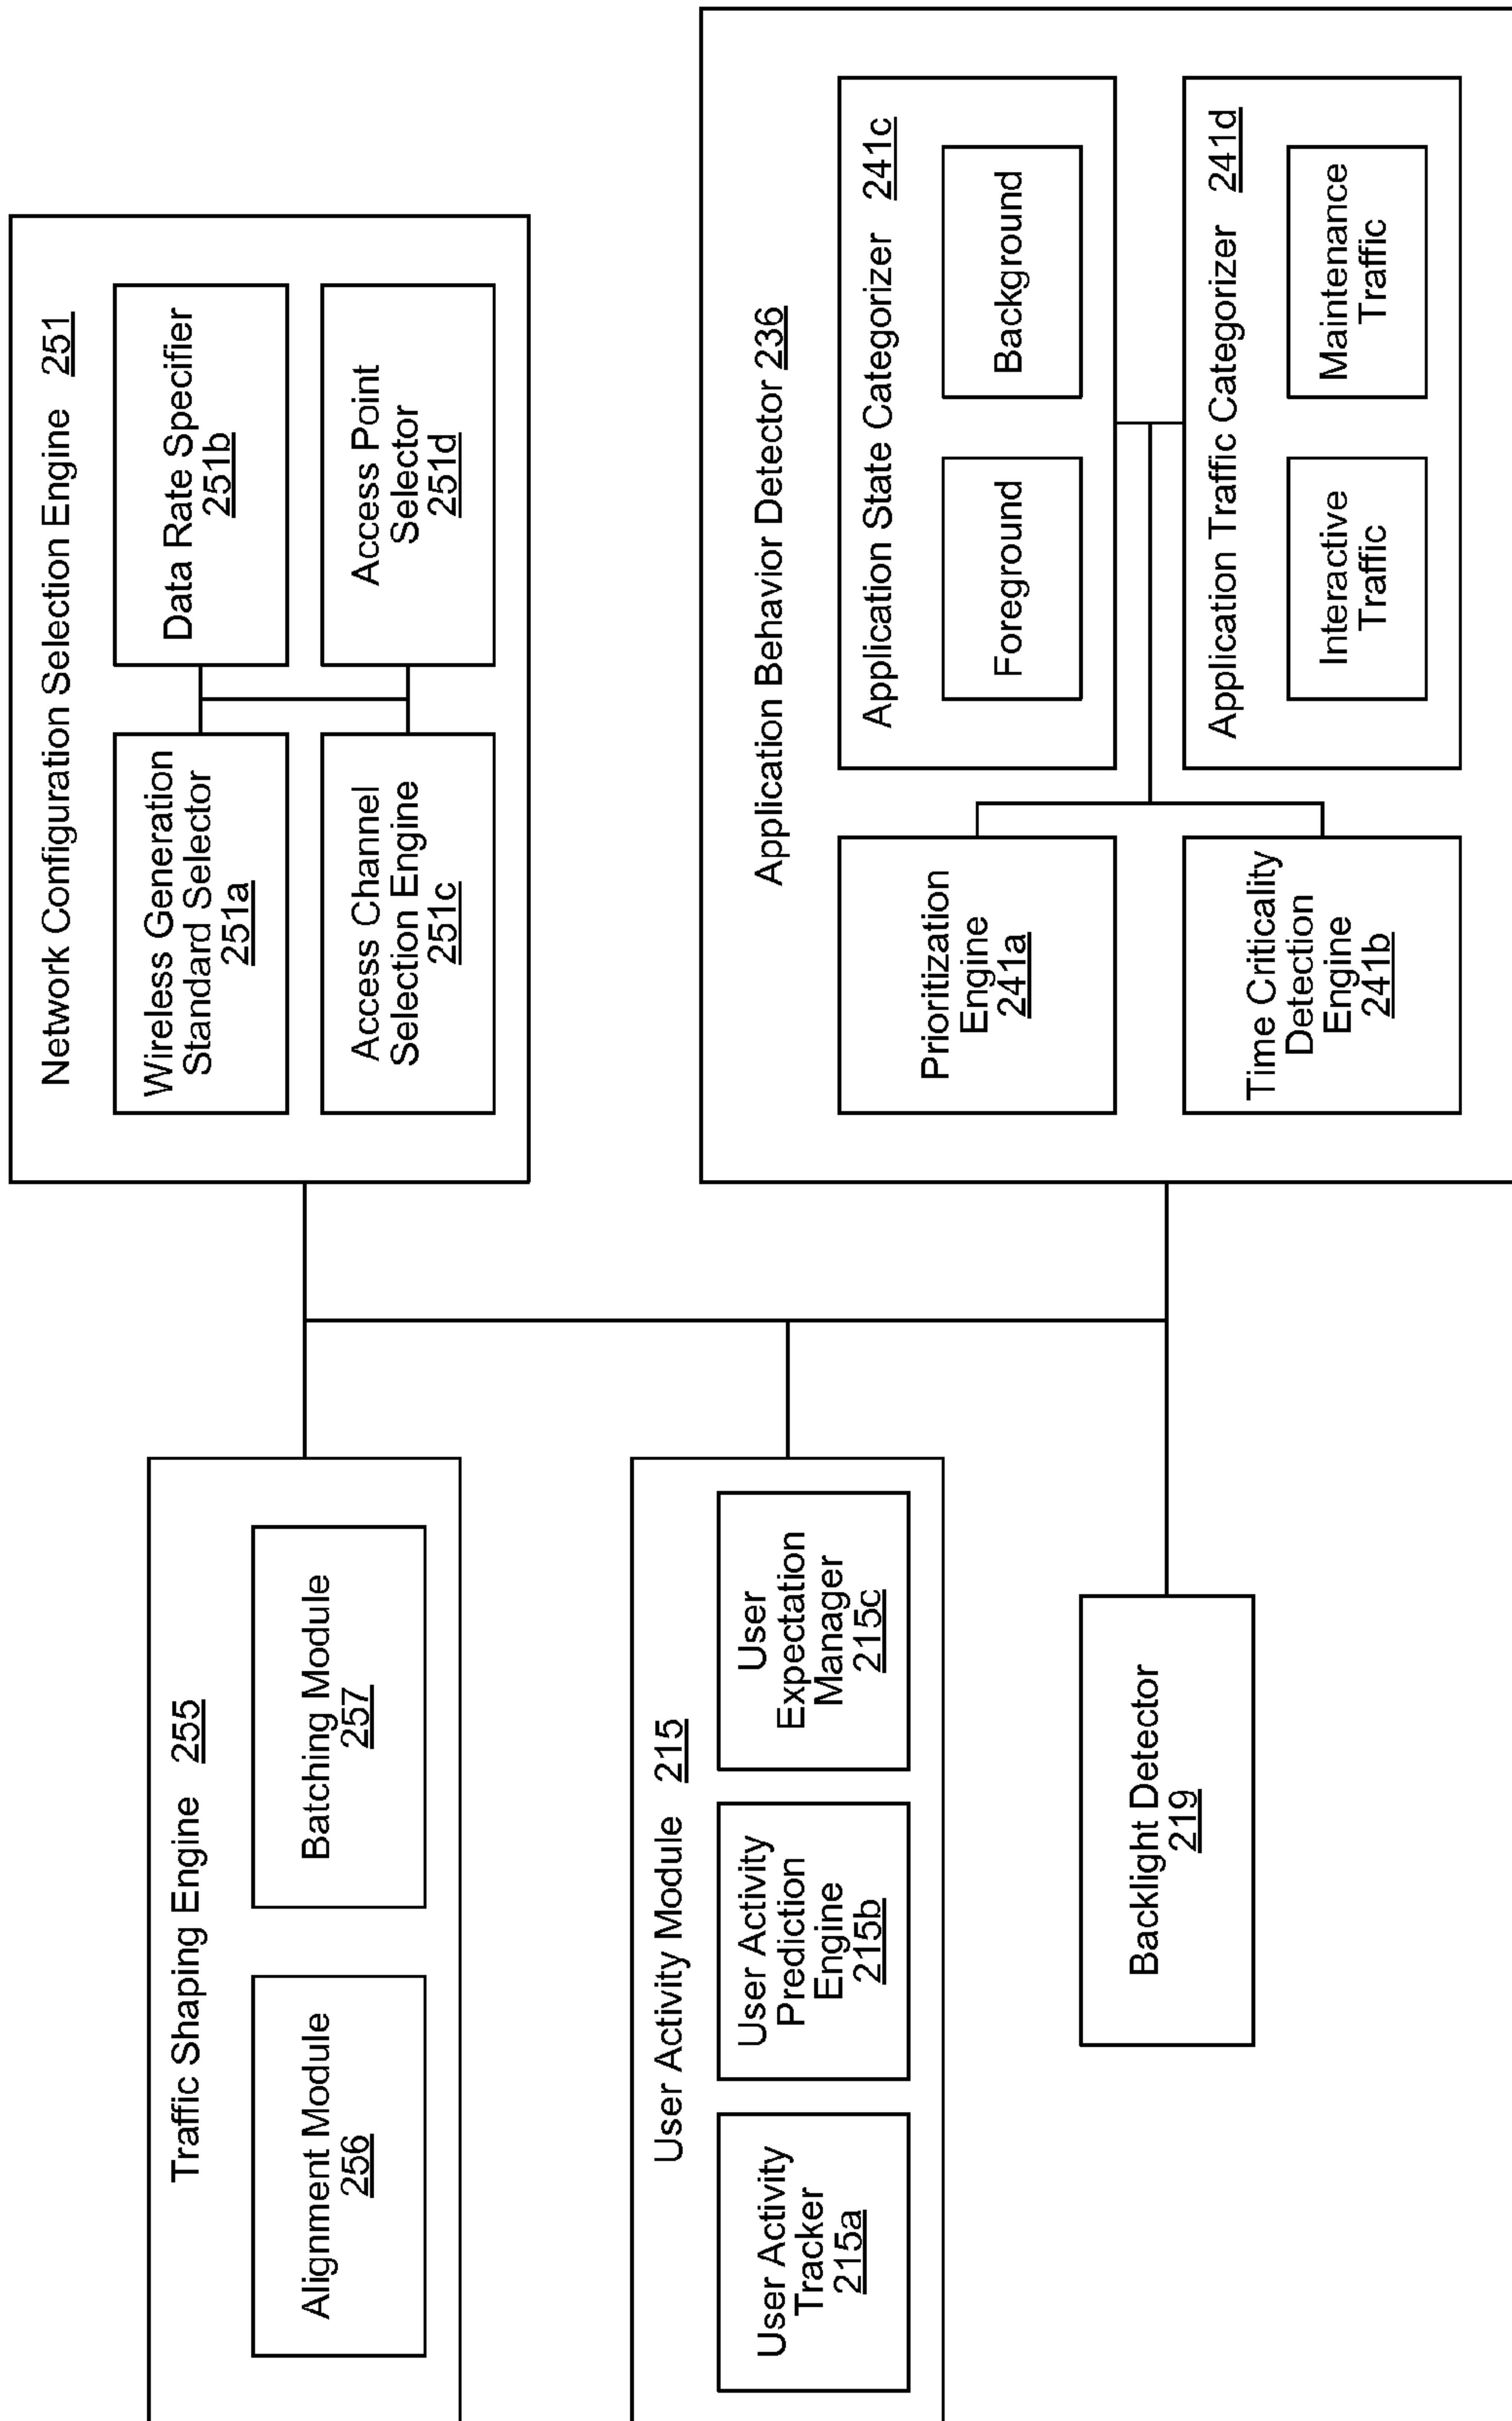 Traffic Shaping Engine 255
Alignment Module
256
Batching Module
257
User Activity Module 215
User Activity
Tracker
215a
User Activity
Prediction
Engine
215b
User
Expectation
Manager
215c
Backlight Detector
219
Network Configuration Selection Engine 251
Wireless Generation
Standard Selector
251a
Data Rate Specifier
251b
Access Channel
Selection Engine
251c
Access Point
Selector
251d
Application Behavior Detector 236
Prioritization
Engine
241a
Time Criticality
Detection
Engine
241b
Application State Categorizer 241c
Foreground
Background
Application Traffic Categorizer 241d
Interactive
Traffic
Maintenance
Traffic